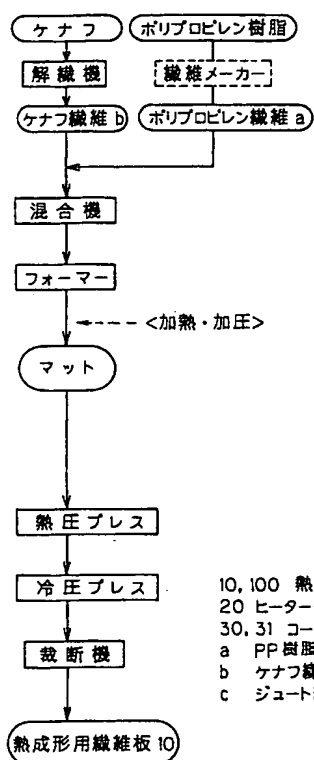 ケナフ
ポリプロピレン樹脂
解繊機
繊維メーカー
ケナフ繊維b
ポリプロピレン繊維a
混合機
フォーマー
<加熱・加圧>
マット
熱圧プレス
冷圧プレス
裁断機
熱成形用繊維板10
10,100 熱
20 ヒーター
30,31 コー
a PP樹脂
b ケナフ繊
c ジュート